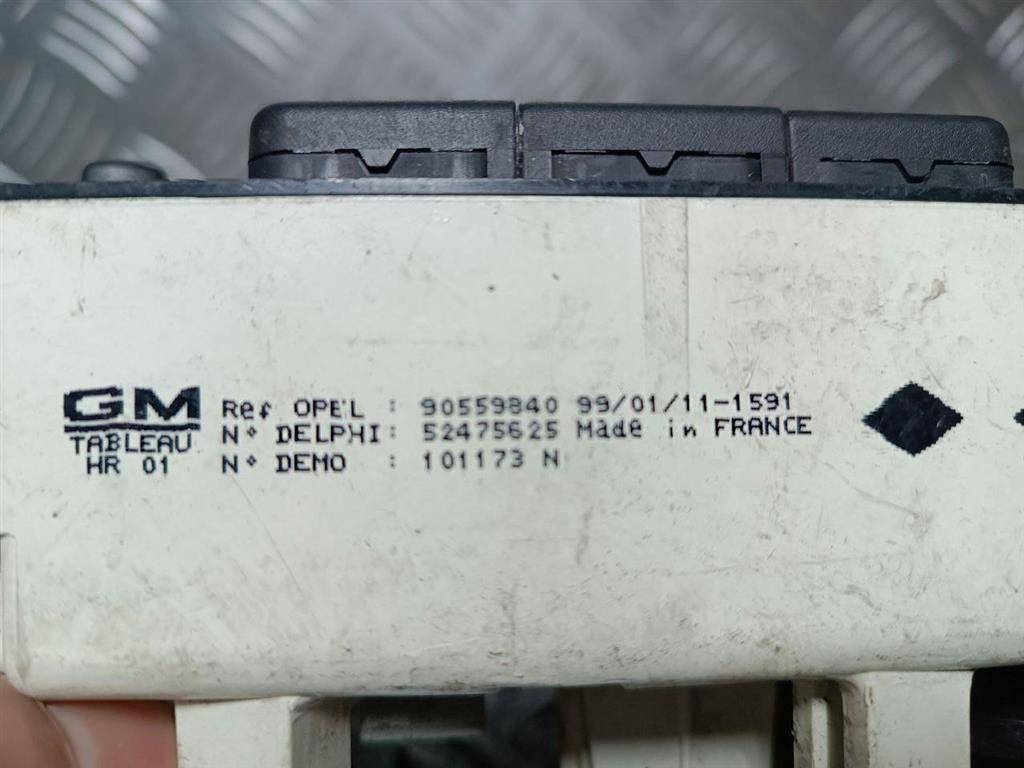 GM
TABLEAU
HR 01
Ref OPEL : 90559840 99/01/11-1591
N° DELPHI: 52475625 Made in FRANCE
N° DEMO : 101173 N